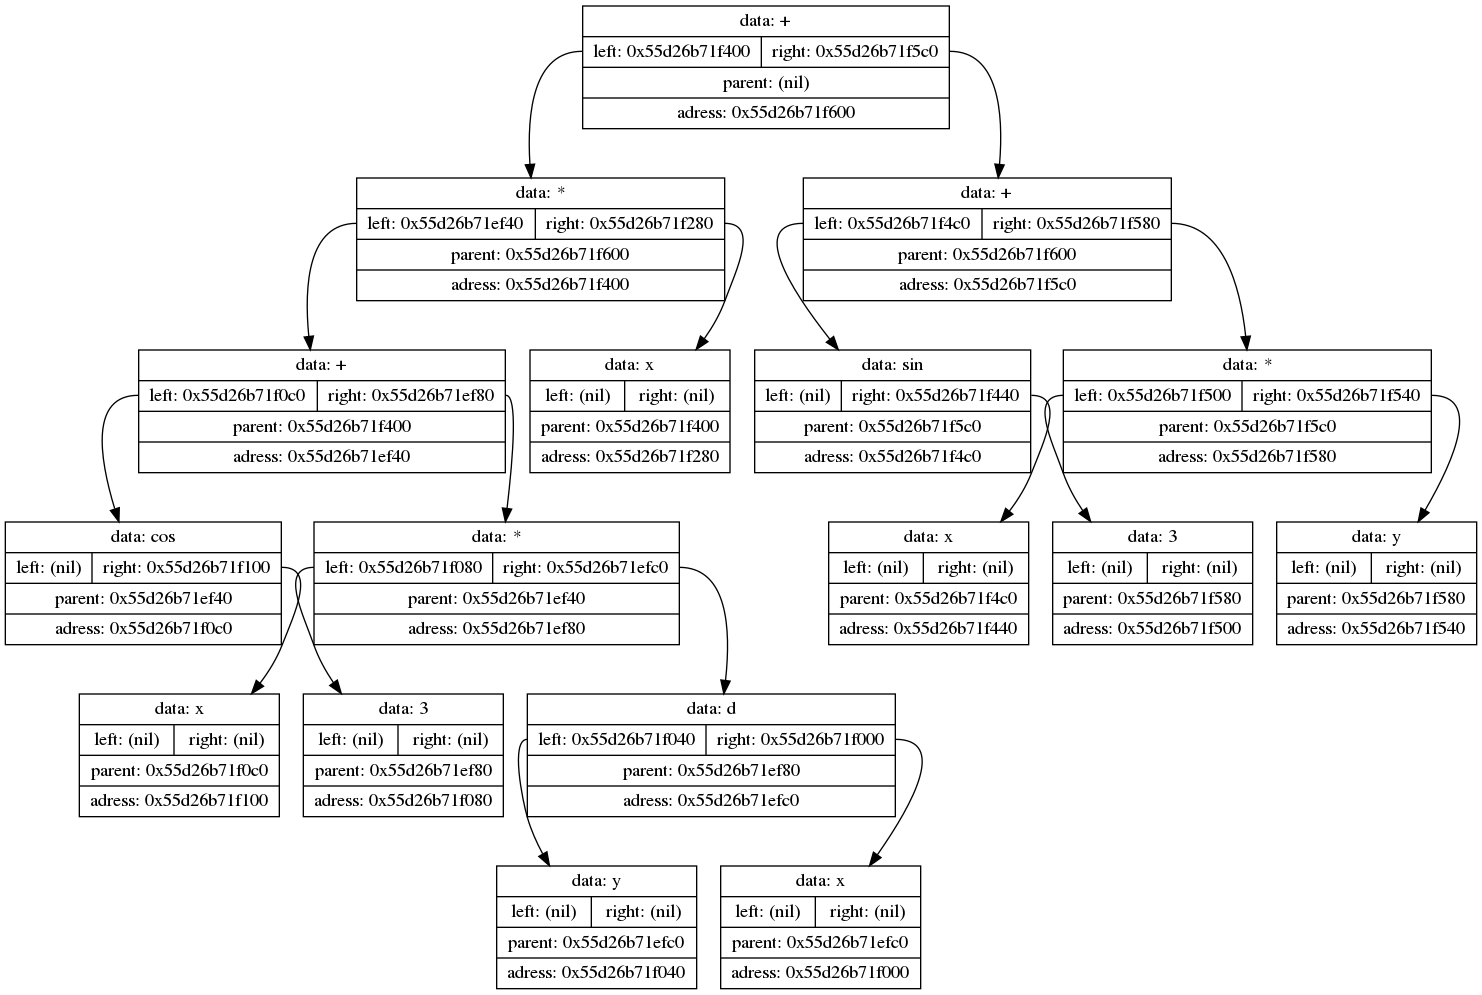 data: +
left: 0x55d26b71f400 right: 0x55d26b71f5c0
parent: (nil)
adress: 0x55d26b71f600
data: *
left: 0x55d26b71ef40 right: 0x55d26b71f280
parent: 0x55d26b71f600
adress: 0x55d26b71f400
data: +
left: 0x55d26b71f4c0 right: 0x55d26b71f580
parent: 0x55d26b71f600
adress: 0x55d26b71f5c0
data: +
left: 0x55d26b71f0c0 right: 0x55d26b71ef80
parent: 0x55d26b71f400
adress: 0x55d26b71ef40
data: x
left: (nil) right: (nil)
parent: 0x55d26b71f400
adress: 0x55d26b71f280
data: sin
left: (nil) right: 0x55d26b71f440
parent: 0x55d26b71f5c0
adress: 0x55d26b71f4c0
data: *
left: 0x55d26b71f500 right: 0x55d26b71f540
parent: 0x55d26b71f5c0
adress: 0x55d26b71f580
data: cos
left: (nil) right: 0x55d26b71f100
parent: 0x55d26b71ef40
adress: 0x55d26b71f0c0
data: *
left: 0x55d26b71f080 right: 0x55d26b71efc0
parent: 0x55d26b71ef40
adress: 0x55d26b71ef80
data: x
left: (nil) right: (nil)
parent: 0x55d26b71f4c0
adress: 0x55d26b71f440
data: 3
left: (nil) right: (nil)
parent: 0x55d26b71f580
adress: 0x55d26b71f500
data: y
left: (nil) right: (nil)
parent: 0x55d26b71f580
adress: 0x55d26b71f540
data: x
left: (nil) right: (nil)
parent: 0x55d26b71f0c0
adress: 0x55d26b71f100
data: 3
left: (nil) right: (nil)
parent: 0x55d26b71ef80
adress: 0x55d26b71f080
data: d
left: 0x55d26b71f040 right: 0x55d26b71f000
parent: 0x55d26b71ef80
adress: 0x55d26b71efc0
data: y
left: (nil) right: (nil)
parent: 0x55d26b71efc0
adress: 0x55d26b71f040
data: x
left: (nil) right: (nil)
parent: 0x55d26b71efc0
adress: 0x55d26b71f000